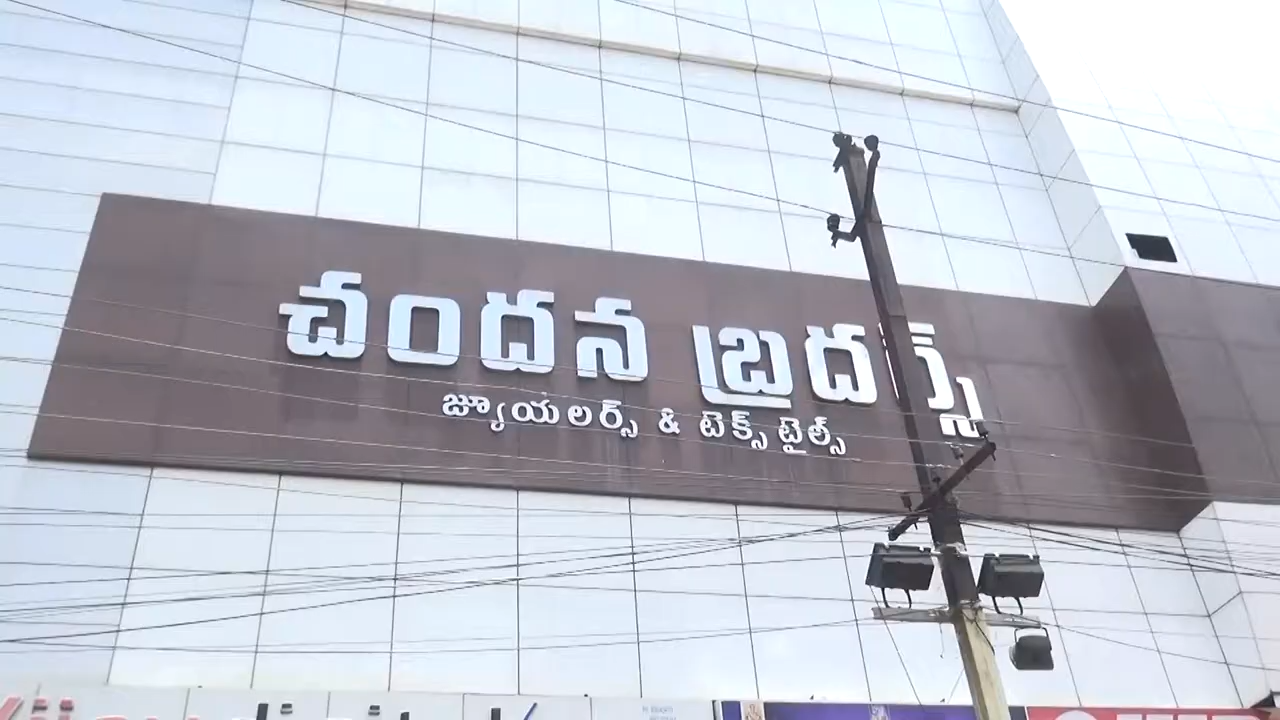 చందన బ్రదర్స్
జ్యూయలర్స్ & టెక్స్ టైల్స్